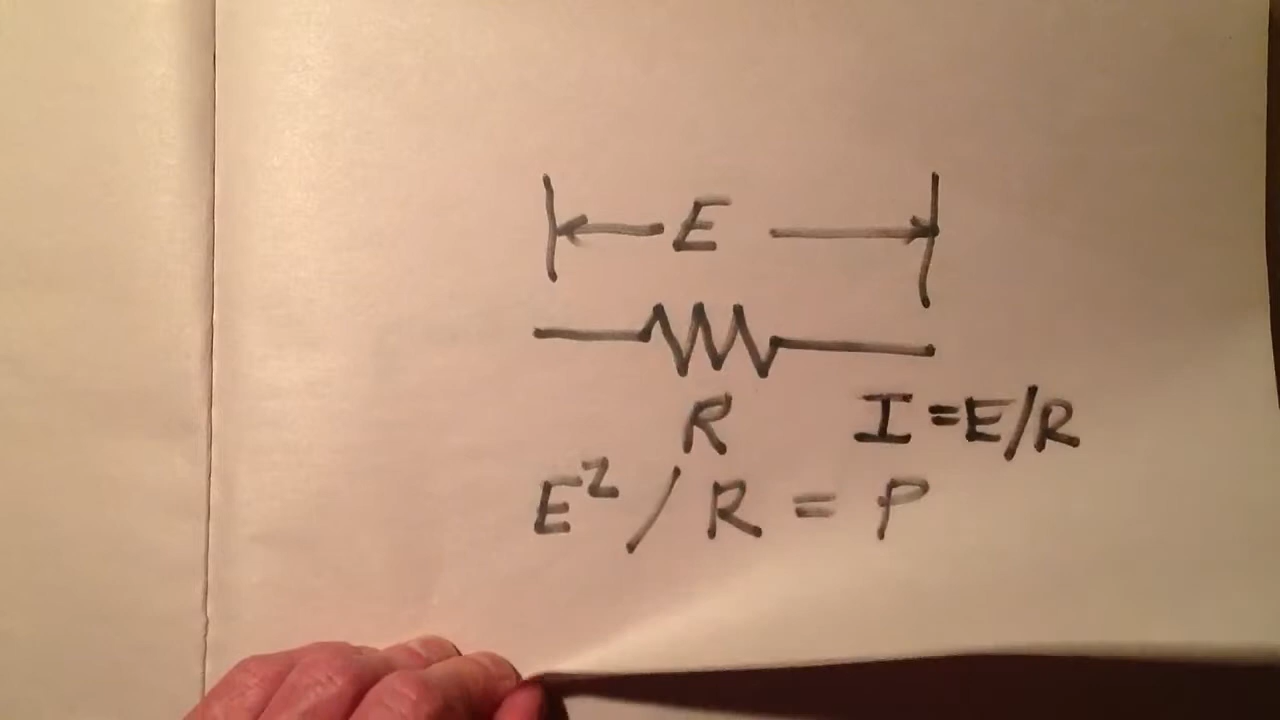 E
R
I = E/R
E² / R = P